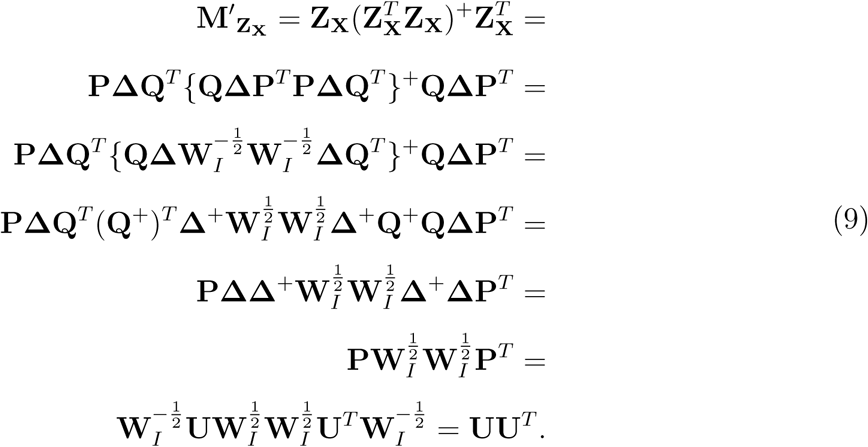 M′_{Z_X} = Z_X(Z_X^T Z_X)^+ Z_X^T =
PΔQ^T{QΔP^T PΔQ^T}^+ QΔP^T =
PΔQ^T{QΔW_I^{-1/2} W_I^{-1/2} ΔQ^T}^+ QΔP^T =
PΔQ^T(Q^+)^T Δ^+ W_I^{1/2} W_I^{1/2} Δ^+ Q^+ QΔP^T = (9)
PΔΔ^+ W_I^{1/2} W_I^{1/2} Δ^+ ΔP^T =
PW_I^{1/2} W_I^{1/2} P^T =
W_I^{-1/2} UW_I^{1/2} W_I^{1/2} U^T W_I^{-1/2} = UU^T.